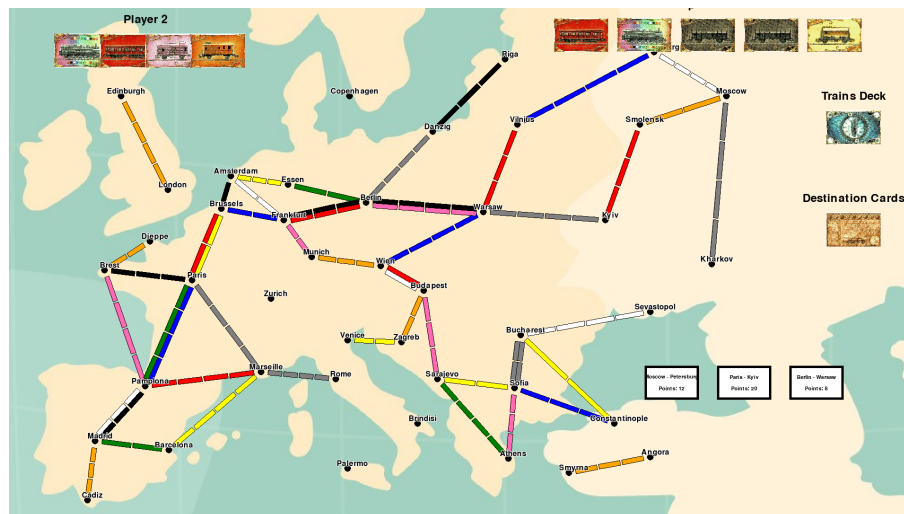 Player 2
Riga
Edinburgh
Copenhagen
Moscow
Trains Deck
Danzig
Vilnius
Smolensk
Amsterdam
Essen
London
Berlin
Destination Cards
Brussels
Frankfurt
Warsaw
Kyiv
Dieppe
Munich
Brest
Wien
Kharkov
Paris
Budapest
Zurich
Sevastopol
Bucharest
Venice
Zagreb
Marseille
Rome
Sarajevo
Pamplona
Sofia
Moscow - Petersburg
Points: 12
Paris - Kyiv
Points: 20
Berlin - Warsaw
Points: 8
Brindisi
Constantinople
Madrid
Barcelona
Athens
Angora
Palermo
Smyrna
Cadiz